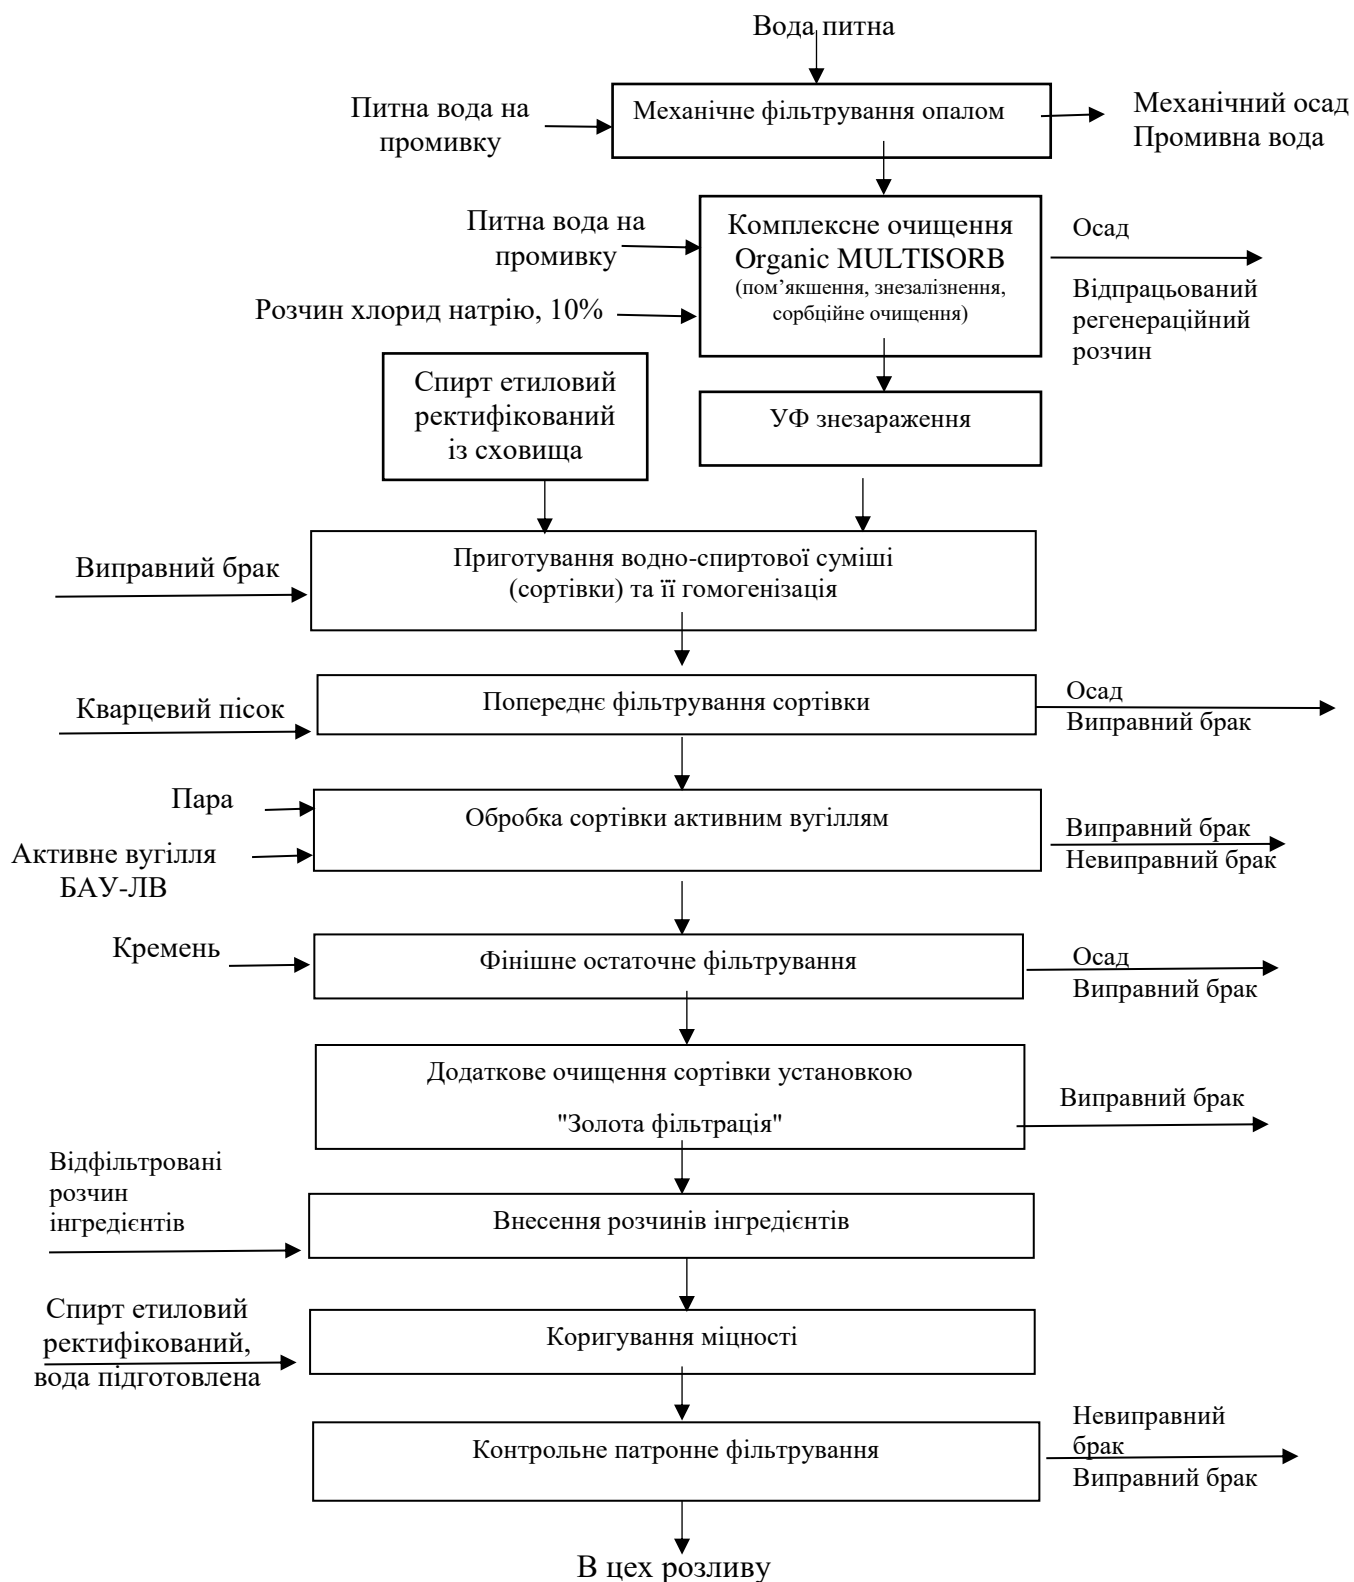 Вода питна
Питна вода на
промивку
Механічне фільтрування опалом
Механічний осад
Промивна вода
Питна вода на
промивку
Розчин хлорид натрію, 10%
Комплексне очищення
Organic MULTISORB
(пом’якшення, знезалізнення,
сорбційне очищення)
Осад
Відпрацьований
регенераційний
розчин
Спирт етиловий
ректифікований
із сховища
УФ знезараження
Виправний брак
Приготування водно-спиртової суміші
(сортівки) та її гомогенізація
Кварцевий пісок
Попереднє фільтрування сортівки
Осад
Виправний брак
Пара
Активне вугілля
БАУ-ЛВ
Обробка сортівки активним вугіллям
Виправний брак
Невиправний брак
Кремень
Фінішне остаточне фільтрування
Осад
Виправний брак
Додаткове очищення сортівки установкою
"Золота фільтрація"
Виправний брак
Відфільтровані
розчин
інгредієнтів
Внесення розчинів інгредієнтів
Спирт етиловий
ректифікований,
вода підготовлена
Коригування міцності
Контрольне патронне фільтрування
Невиправний
брак
Виправний брак
В цех розливу